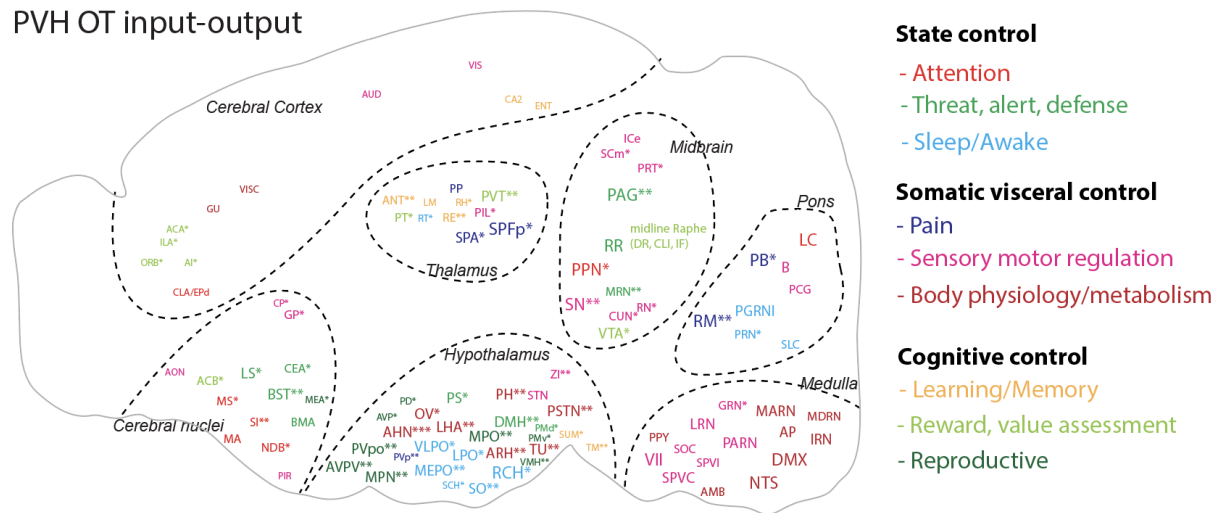 PVH OT input-output
VIS
AUD
CA2
ENT
Cerebral Cortex
VISC
GU
ACA*
ILA*
ORB*
AI*
CLA/EPd
PP
ANT**
LM
RH*
PVT**
PT*
RT*
RE**
PIL*
SPA*
SPFp*
Thalamus
ICe
SCm*
Midbrain
PRT*
PAG**
RR
midline Raphe
(DR, CLI, IF)
PPN*
MRN**
SN**
CUN*
RN*
VTA*
Pons
LC
PB*
B
PCG
RM**
PGRNI
PRN*
SLC
CP*
GP*
AON
ACB*
LS*
CEA*
BST**
MEA*
MS*
SI**
BMA
MA
NDB*
PIR
Cerebral nuclei
Hypothalamus
ZI**
PD*
PS*
PH**
STN
AVP*
OV*
PSTN**
AHN***
LHA**
DMH**
PMd*
MPO**
PMv*
SUM*
PVpo**
VLPO*
TM**
PVp**
LPO*
ARH**
TU**
AVPV**
MEPO**
VMH**
MPN**
RCH*
SCH*
SO**
Medulla
GRN*
MARN
MDRN
LRN
AP
IRN
PPY
SOC
PARN
VII
SPVI
DMX
SPVC
NTS
AMB
State control
- Attention
- Threat, alert, defense
- Sleep/Awake
Somatic visceral control
- Pain
- Sensory motor regulation
- Body physiology/metabolism
Cognitive control
- Learning/Memory
- Reward, value assessment
- Reproductive